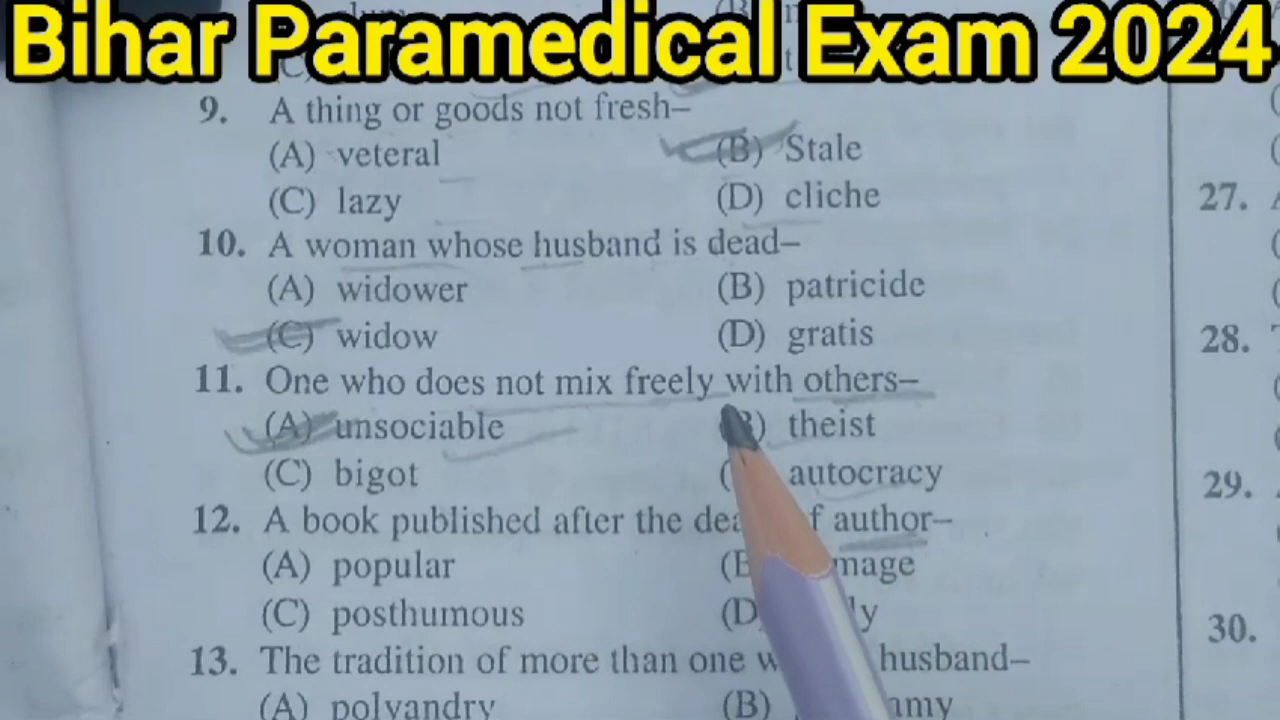 Bihar Paramedical Exam 2024
9. A thing or goods not fresh–
(A) veteral (B) Stale
(C) lazy (D) cliche
10. A woman whose husband is dead–
(A) widower (B) patricide
(C) widow (D) gratis
11. One who does not mix freely with others–
(A) unsociable (B) theist
(C) bigot autocracy
12. A book published after the author–
(A) popular
(C) posthumous
13. The tradition of more than one husband–
(A) polyandry (B)
27.
28.
29.
30.